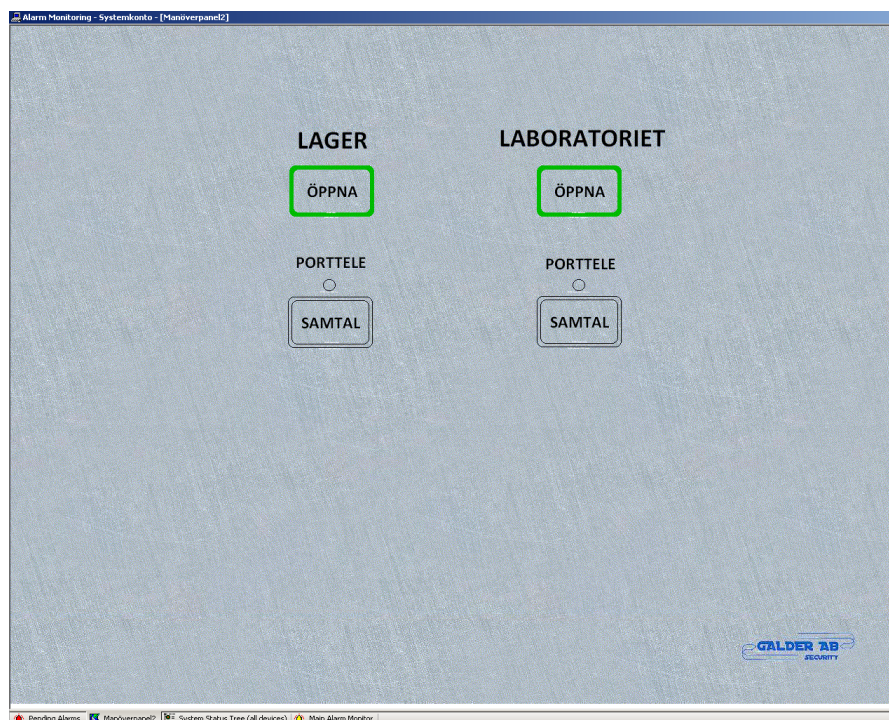 Alarm Monitoring - Systemkonto - [Manöverpanel2]
LAGER
LABORATORIET
ÖPPNA
ÖPPNA
PORTTELE
PORTTELE
SAMTAL
SAMTAL
GALDER AB
SECURITY
Pending Alarms Manöverpanel2 System Status Tree (all devices) Main Alarm Monitor